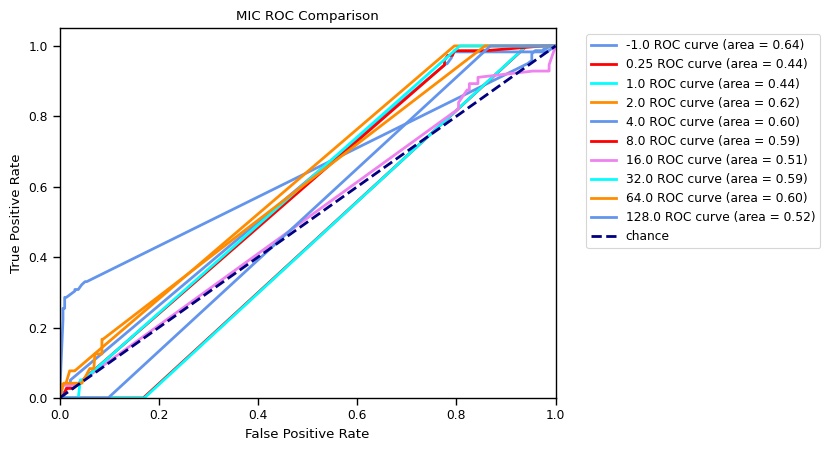 MIC ROC Comparison
True Positive Rate
1.0
0.8
0.6
0.4
0.2
0.0
0.0 0.2 0.4 0.6 0.8 1.0
False Positive Rate
-1.0 ROC curve (area = 0.64)
0.25 ROC curve (area = 0.44)
1.0 ROC curve (area = 0.44)
2.0 ROC curve (area = 0.62)
4.0 ROC curve (area = 0.60)
8.0 ROC curve (area = 0.59)
16.0 ROC curve (area = 0.51)
32.0 ROC curve (area = 0.59)
64.0 ROC curve (area = 0.60)
128.0 ROC curve (area = 0.52)
chance